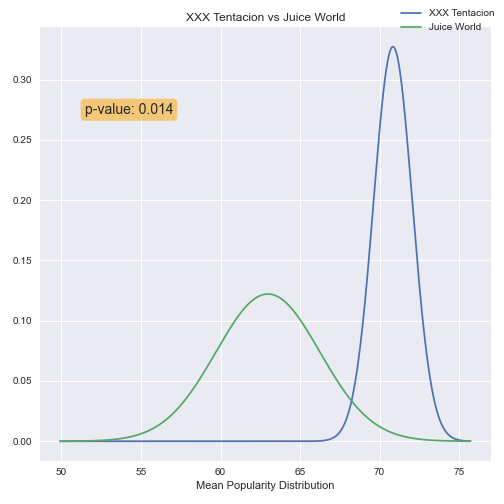 XXX Tentacion vs Juice World
XXX Tentacion
Juice World
p-value: 0.014
0.30
0.25
0.20
0.15
0.10
0.05
0.00
50 55 60 65 70 75
Mean Popularity Distribution